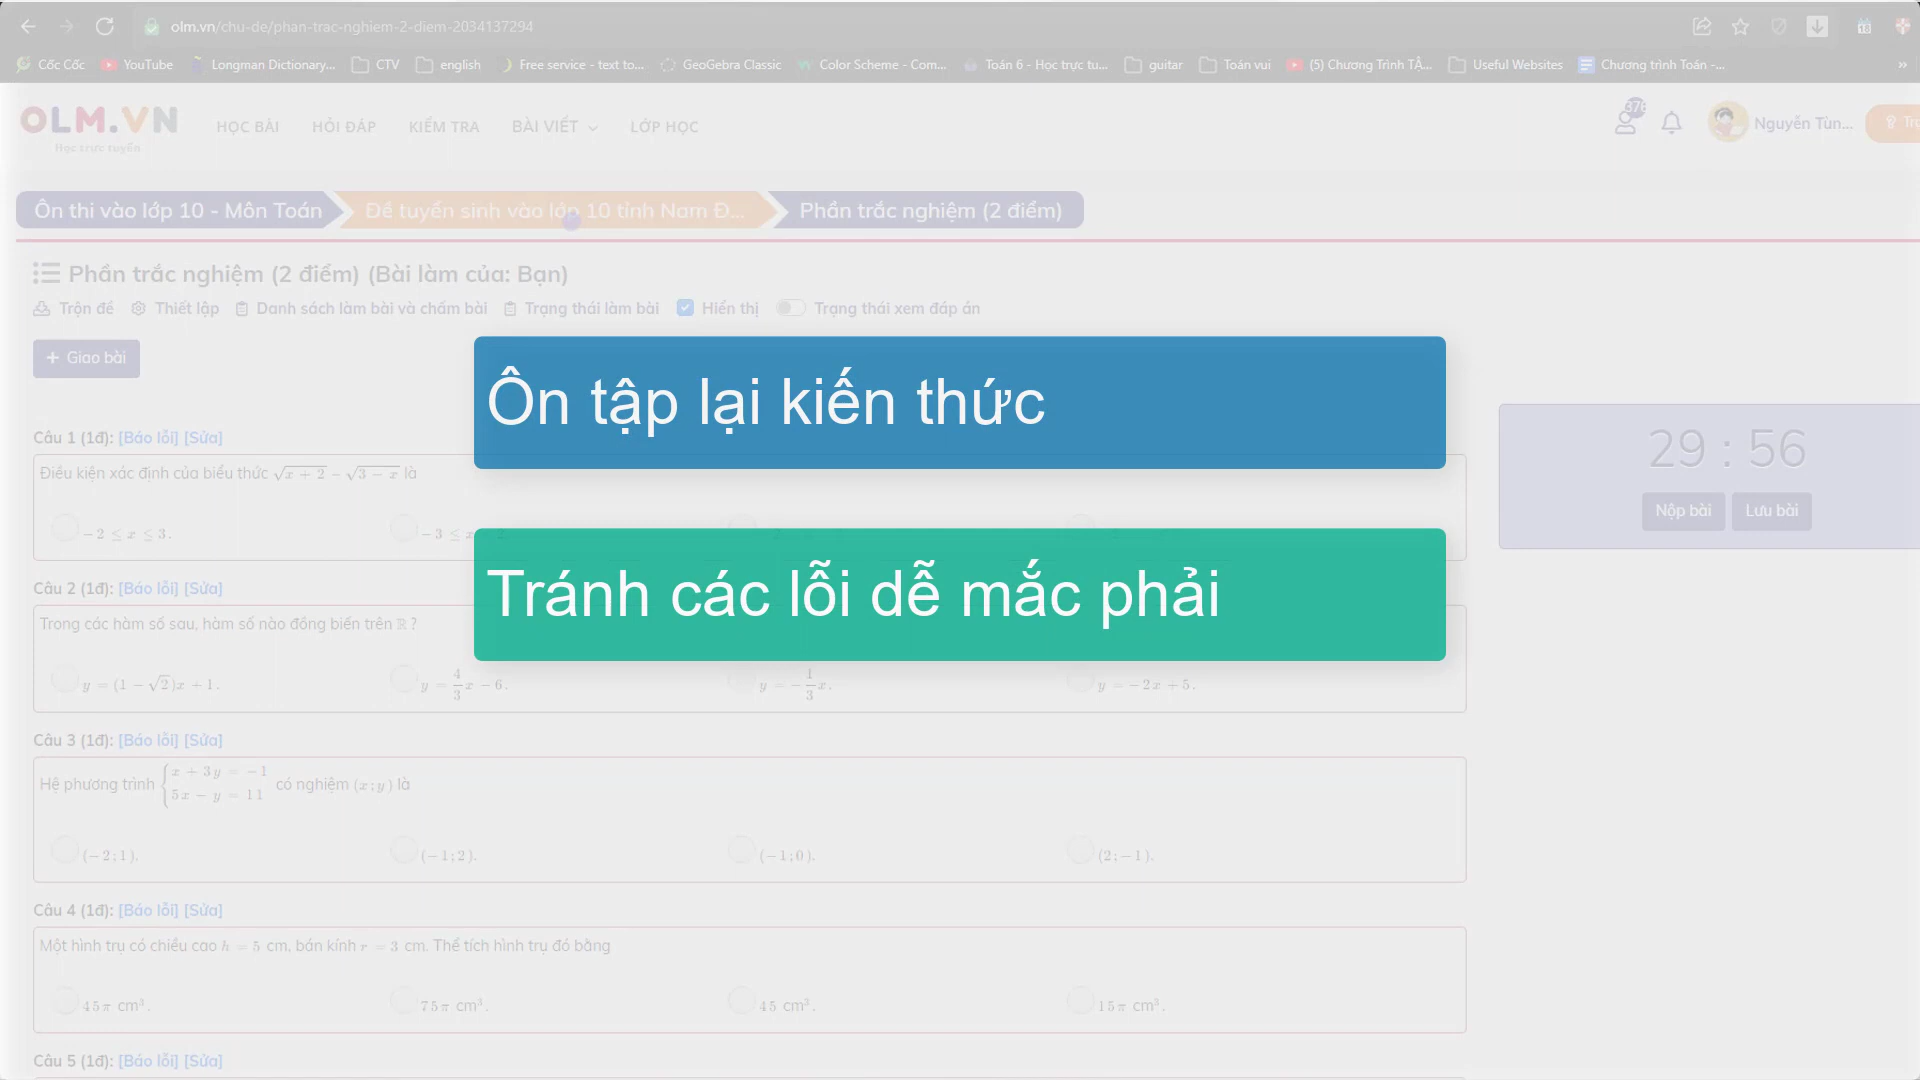 olm.vn/chu-de/phan-trac-nghiem-2-diem-2034137294
Cốc Cốc YouTube Longman Dictionary... CTV english Free service - text to... GeoGebra Classic Color Scheme - Com... Toán 6 - Học trực tu... guitar Toán vui (5) Chương Trình TẬ... Useful Websites Chương trình Toán -... »
OLM.VN
Học trực tuyến
HỌC BÀI HỎI ĐÁP KIỂM TRA BÀI VIẾT LỚP HỌC
376
Nguyễn Tùn...
Ôn thi vào lớp 10 - Môn Toán Đề tuyển sinh vào lớp 10 tỉnh Nam Đ... Phần trắc nghiệm (2 điểm)
Phần trắc nghiệm (2 điểm) (Bài làm của: Bạn)
Trộn đề Thiết lập Danh sách làm bài và chấm bài Trạng thái làm bài Hiển thị Trạng thái xem đáp án
+ Giao bài
Ôn tập lại kiến thức
29 : 56
Nộp bài Lưu bài
Câu 1 (1đ): [Báo lỗi] [Sửa]
Điều kiện xác định của biểu thức √x + 2 − √3 − x là
−2 ≤ x ≤ 3. −3 ≤ x
Tránh các lỗi dễ mắc phải
Câu 2 (1đ): [Báo lỗi] [Sửa]
Trong các hàm số sau, hàm số nào đồng biến trên ℝ ?
y = (1 − √2)x + 1. y = 4/3 x − 6. y = − 1/3 x. y = −2x + 5.
Câu 3 (1đ): [Báo lỗi] [Sửa]
Hệ phương trình { x + 3y = −1 5x − y = 11 có nghiệm (x; y) là
(−2; 1). (−1; 2). (−1; 0). (2; −1).
Câu 4 (1đ): [Báo lỗi] [Sửa]
Một hình trụ có chiều cao h = 5 cm, bán kính r = 3 cm. Thể tích hình trụ đó bằng
45π cm³. 75π cm³. 45 cm³. 15π cm³.
Câu 5 (1đ): [Báo lỗi] [Sửa]